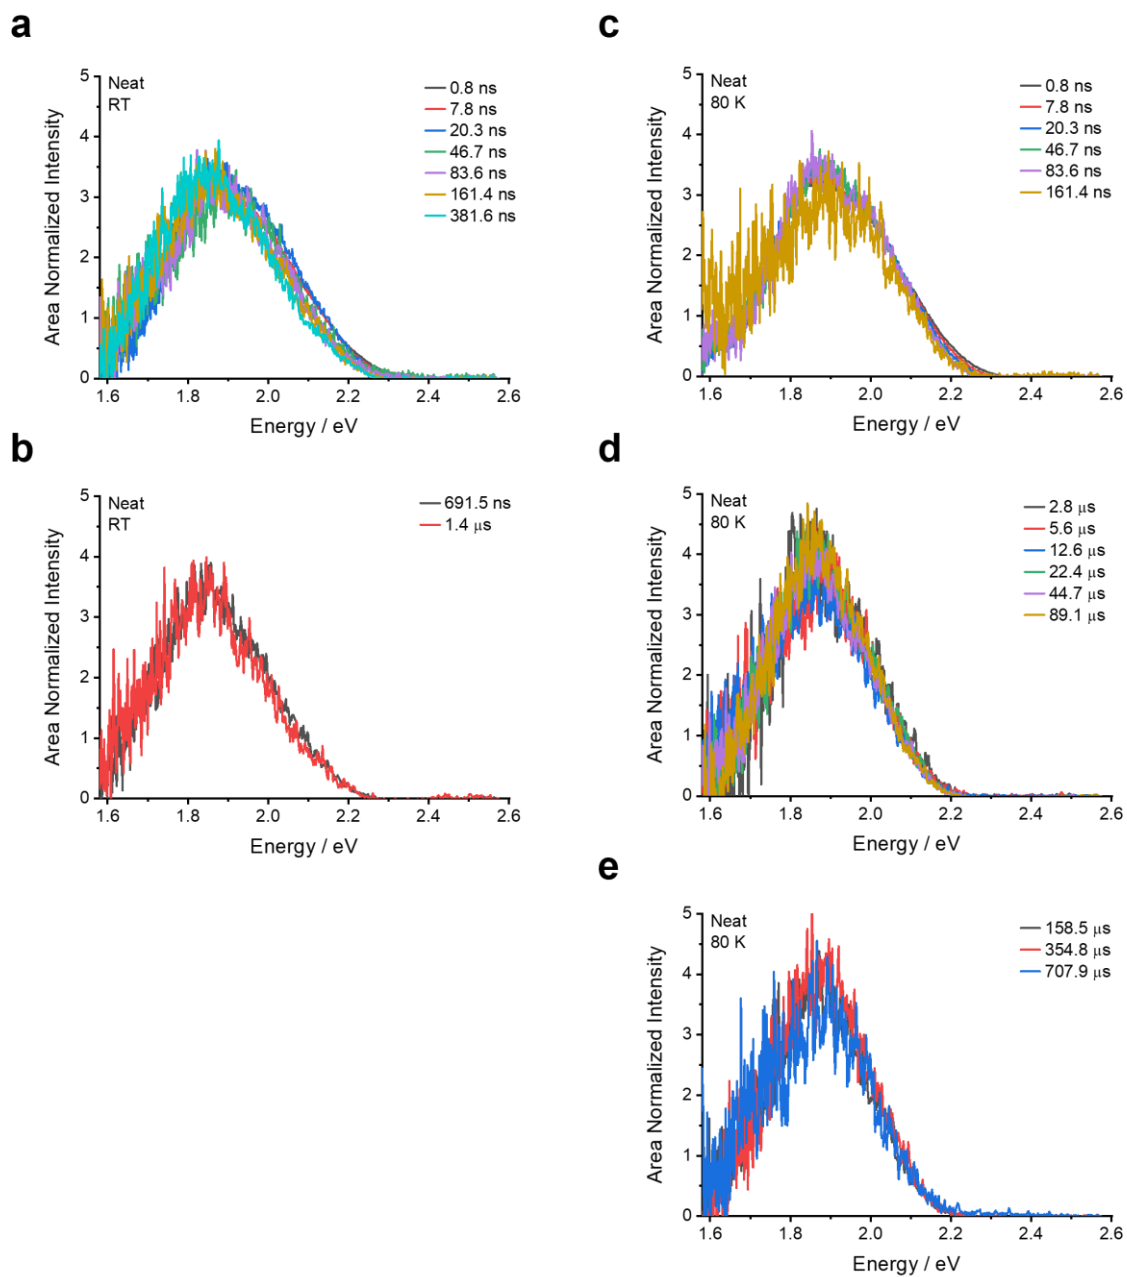 a
Neat
RT
0.8 ns
7.8 ns
20.3 ns
46.7 ns
83.6 ns
161.4 ns
381.6 ns
Area Normalized Intensity
5
4
3
2
1
0
1.6 1.8 2.0 2.2 2.4 2.6
Energy / eV
b
Neat
RT
691.5 ns
1.4 μs
Area Normalized Intensity
5
4
3
2
1
0
1.6 1.8 2.0 2.2 2.4 2.6
Energy / eV
c
Neat
80 K
0.8 ns
7.8 ns
20.3 ns
46.7 ns
83.6 ns
161.4 ns
Area Normalized Intensity
5
4
3
2
1
0
1.6 1.8 2.0 2.2 2.4 2.6
Energy / eV
d
Neat
80 K
2.8 μs
5.6 μs
12.6 μs
22.4 μs
44.7 μs
89.1 μs
Area Normalized Intensity
5
4
3
2
1
0
1.6 1.8 2.0 2.2 2.4 2.6
Energy / eV
e
Neat
80 K
158.5 μs
354.8 μs
707.9 μs
Area Normalized Intensity
5
4
3
2
1
0
1.6 1.8 2.0 2.2 2.4 2.6
Energy / eV